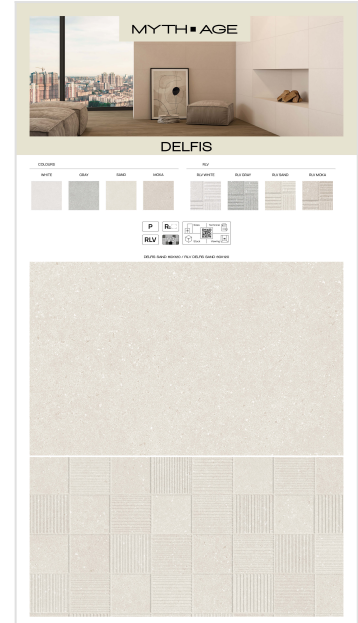 MYTH■AGE
DELFIS
COLOURS
RLV
WHITE
GRAY
SAND
MOKA
RLV WHITE
RLV GRAY
RLV SAND
RLV MOKA
P
RLV